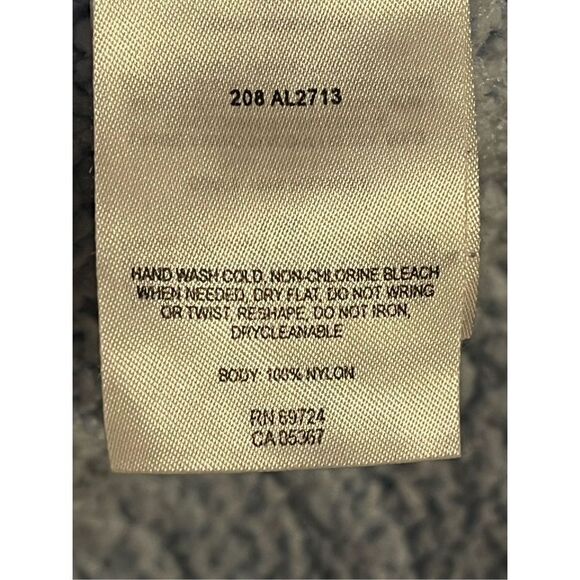 208 AL2713
HAND WASH COLD, NON-CHLORINE BLEACH
WHEN NEEDED, DRY FLAT, DO NOT WRING
OR TWIST, RESHAPE, DO NOT IRON,
DRYCLEANABLE
BODY: 100% NYLON
RN 69724
CA 05367